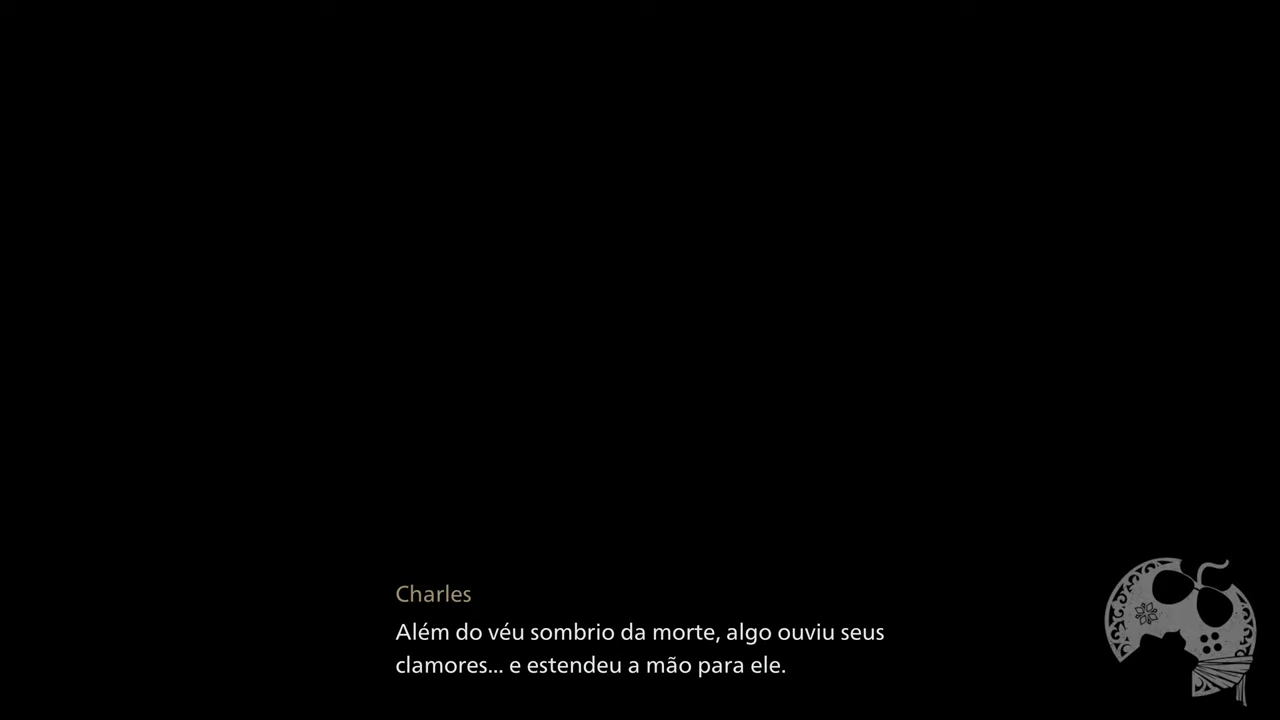 Charles
Além do véu sombrio da morte, algo ouviu seus
clamores... e estendeu a mão para ele.